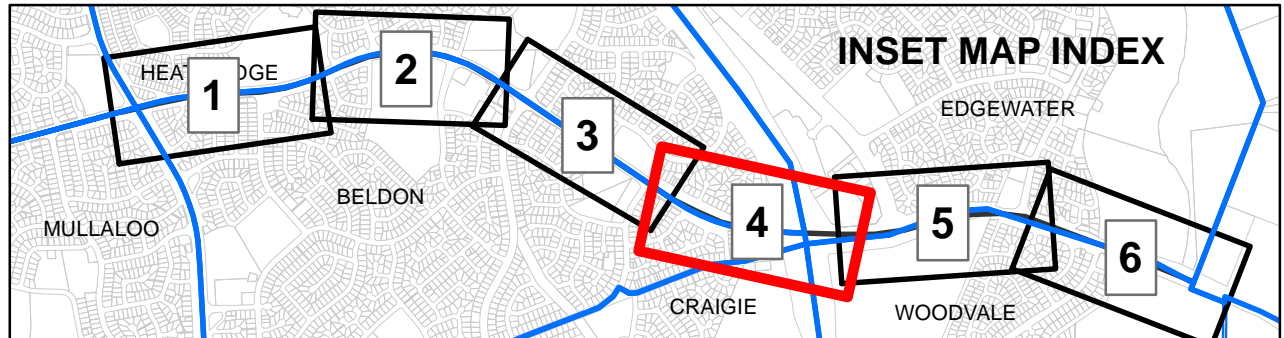 INSET MAP INDEX
1
2
3
4
5
6
EDGEWATER
BELDON
MULLALOO
CRAIGIE
WOODVALE